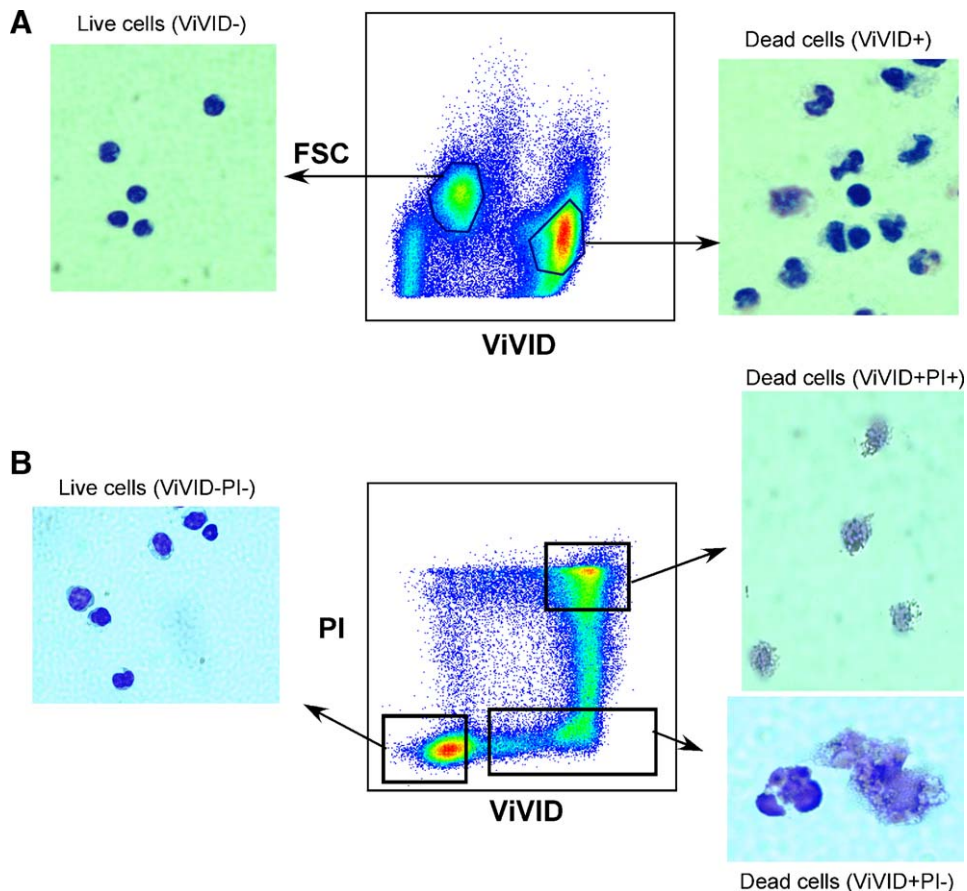 A
Live cells (ViVID-)
Dead cells (ViVID+)
FSC
ViVID
Dead cells (ViVID+PI+)
B
Live cells (ViVID-PI-)
PI
ViVID
Dead cells (ViVID+PI-)